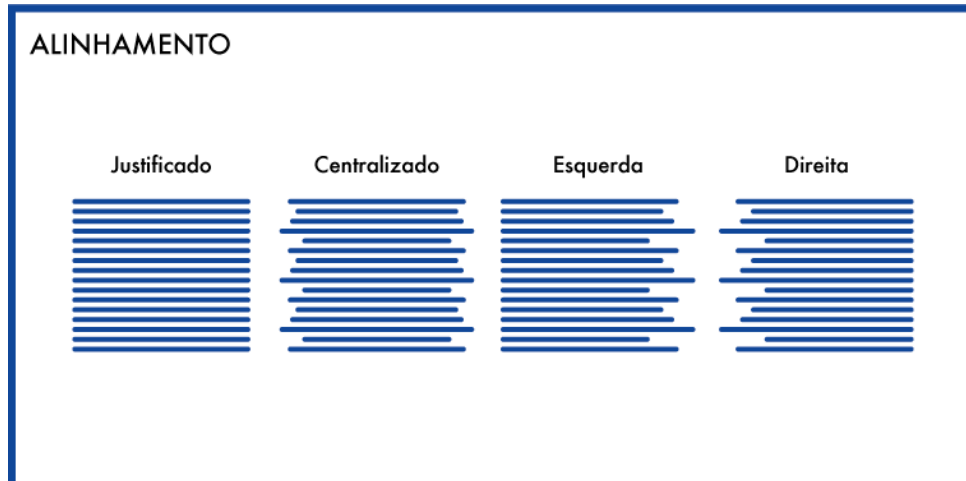 ALINHAMENTO
Justificado
Centralizado
Esquerda
Direita